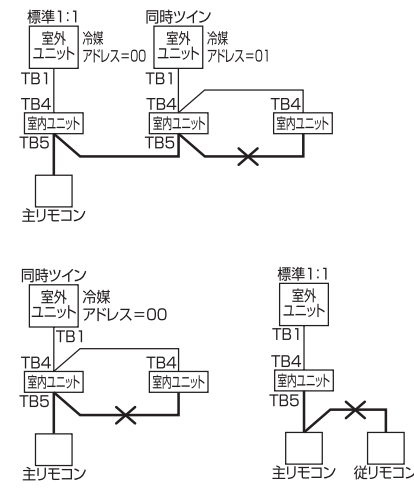 標準1:1
室外
ユニット
冷媒
アドレス=00
TB1
TB4
室内ユニット
TB5
主リモコン
同時ツイン
室外
ユニット
冷媒
アドレス=01
TB1
TB4
室内ユニット
TB5
TB4
室内ユニット
同時ツイン
室外
ユニット
冷媒
アドレス=00
TB1
TB4
室内ユニット
TB5
主リモコン
TB4
室内ユニット
標準1:1
室外
ユニット
TB1
TB4
室内ユニット
TB5
主リモコン
従リモコン